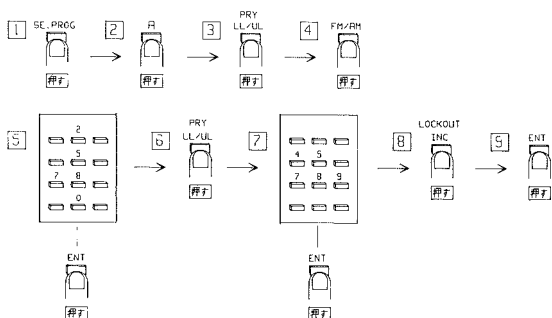 1 SE.PROG 2 A 3 PRY LL/UL 4 FM/AM
押す 押す 押す 押す
5 2 5 7 8 0 6 PRY LL/UL 7 4 5 7 8 9 8 LOCKOUT INC 9 ENT
押す 押す 押す
ENT ENT
押す 押す